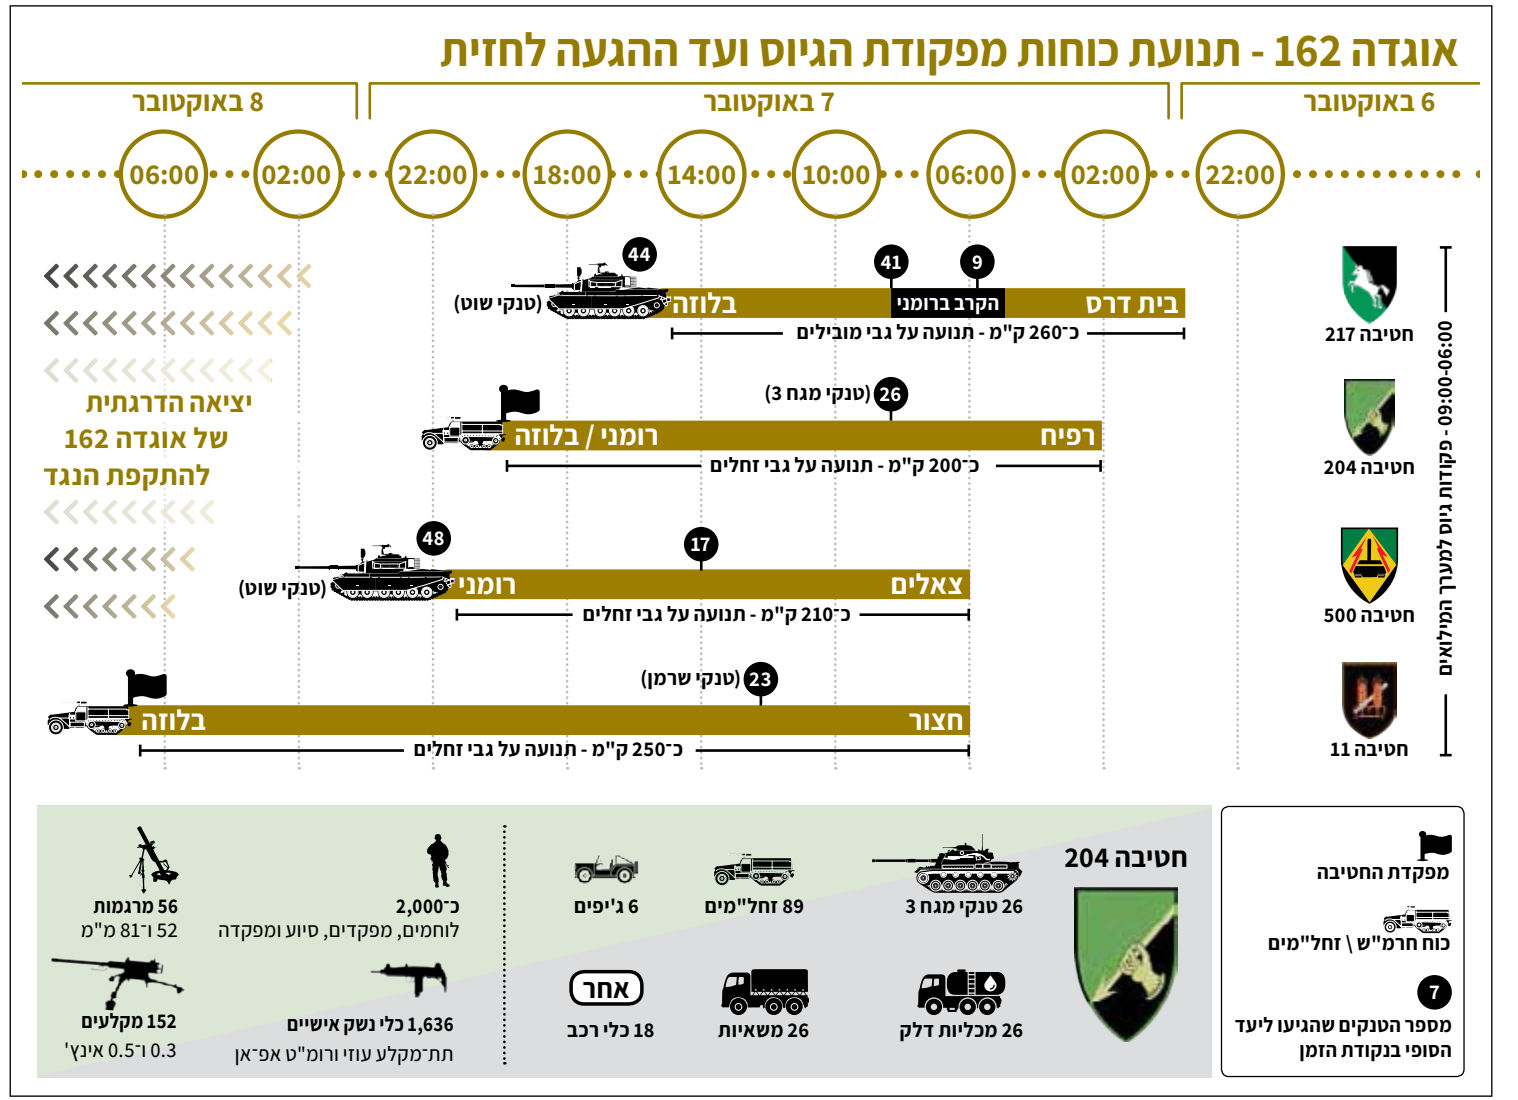 אוגדה 162 - תנועת כוחות מפקודת הגיוס ועד ההגעה לחזית
6 באוקטובר
7 באוקטובר
8 באוקטובר
22:00
02:00
06:00
10:00
14:00
18:00
22:00
02:00
06:00
06:00-09:00 - פקודות גיוס למערך המילואים
חטיבה 217
בית דרס
הקרב ברומני
בלוזה
9
41
44
(טנקי שוט)
כ־260 ק"מ - תנועה על גבי מובילים
חטיבה 204
26
(טנקי מגח 3)
רפיח
רומני / בלוזה
כ־200 ק"מ - תנועה על גבי זחלים
חטיבה 500
17
48
צאלים
רומני
(טנקי שוט)
כ־210 ק"מ - תנועה על גבי זחלים
חטיבה 11
23
(טנקי שרמן)
חצור
בלוזה
כ־250 ק"מ - תנועה על גבי זחלים
יציאה הדרגתית
של אוגדה 162
להתקפת הנגד
מפקדת החטיבה
כוח חרמ"ש \ זחל"מים
7
מספר הטנקים שהגיעו ליעד
הסופי בנקודת הזמן
חטיבה 204
26 טנקי מגח 3
89 זחל"מים
6 ג'יפים
26 מכליות דלק
26 משאיות
אחר
18 כלי רכב
כ־2,000
לוחמים, מפקדים, סיוע ומפקדה
56 מרגמות
52 ו־81 מ"מ
1,636 כלי נשק אישיים
תת־מקלע עוזי ורומ"ט אפ־אן
152 מקלעים
0.3 ו־0.5 אינץ'